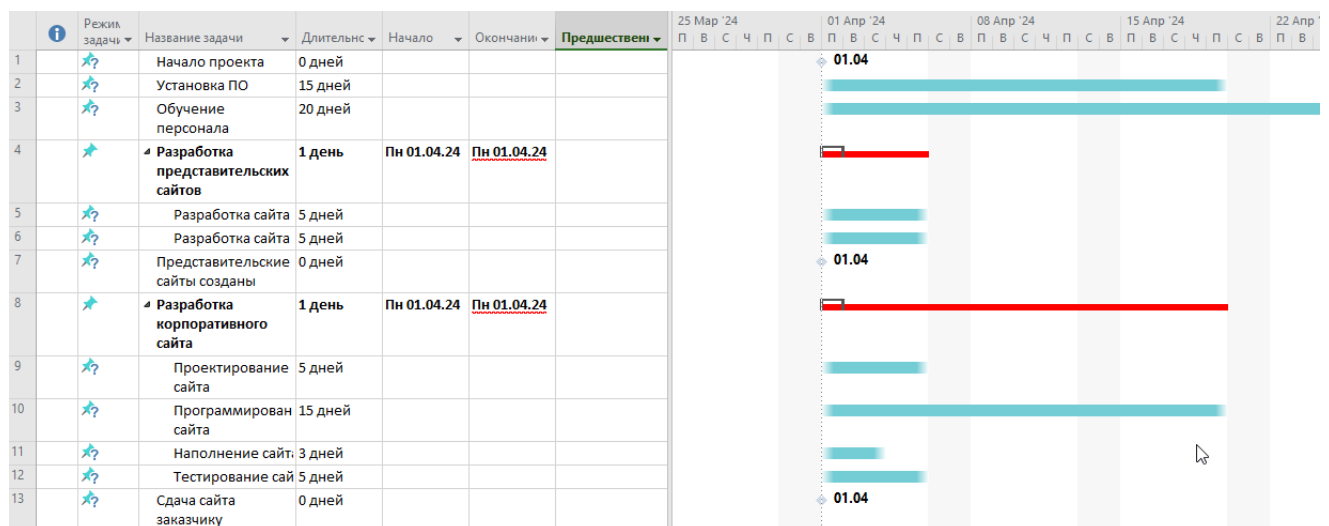 25 Мар '24 01 Апр '24 08 Апр '24 15 Апр '24 22 Апр '
Режим задачи Название задачи Длительнс Начало Окончани Предшествені П В С Ч П С В П В С Ч П С В П В С Ч П С В П В С Ч П С В П В
1 Начало проекта 0 дней 01.04
2 Установка ПО 15 дней
3 Обучение 20 дней
персонала
4 Разработка 1 день Пн 01.04.24 Пн 01.04.24
представительских
сайтов
5 Разработка сайта 5 дней
6 Разработка сайта 5 дней
7 Представительские 0 дней 01.04
сайты созданы
8 Разработка 1 день Пн 01.04.24 Пн 01.04.24
корпоративного
сайта
9 Проектирование 5 дней
сайта
10 Программирован 15 дней
сайта
11 Наполнение сайта 3 дней
12 Тестирование сай 5 дней
13 Сдача сайта 0 дней 01.04
заказчику